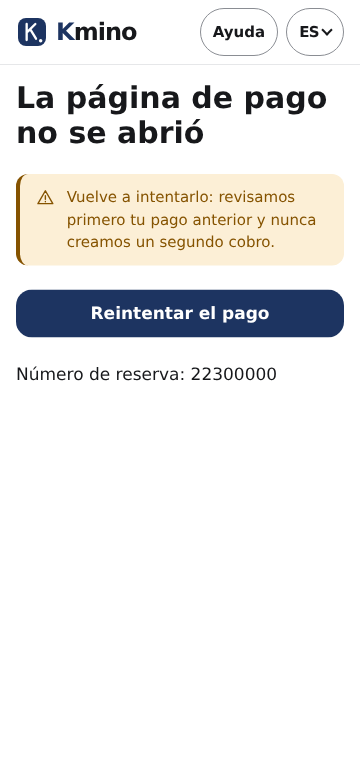 K. Kmino
Ayuda
ES
La página de pago
no se abrió
Vuelve a intentarlo: revisamos
primero tu pago anterior y nunca
creamos un segundo cobro.
Reintentar el pago
Número de reserva: 22300000